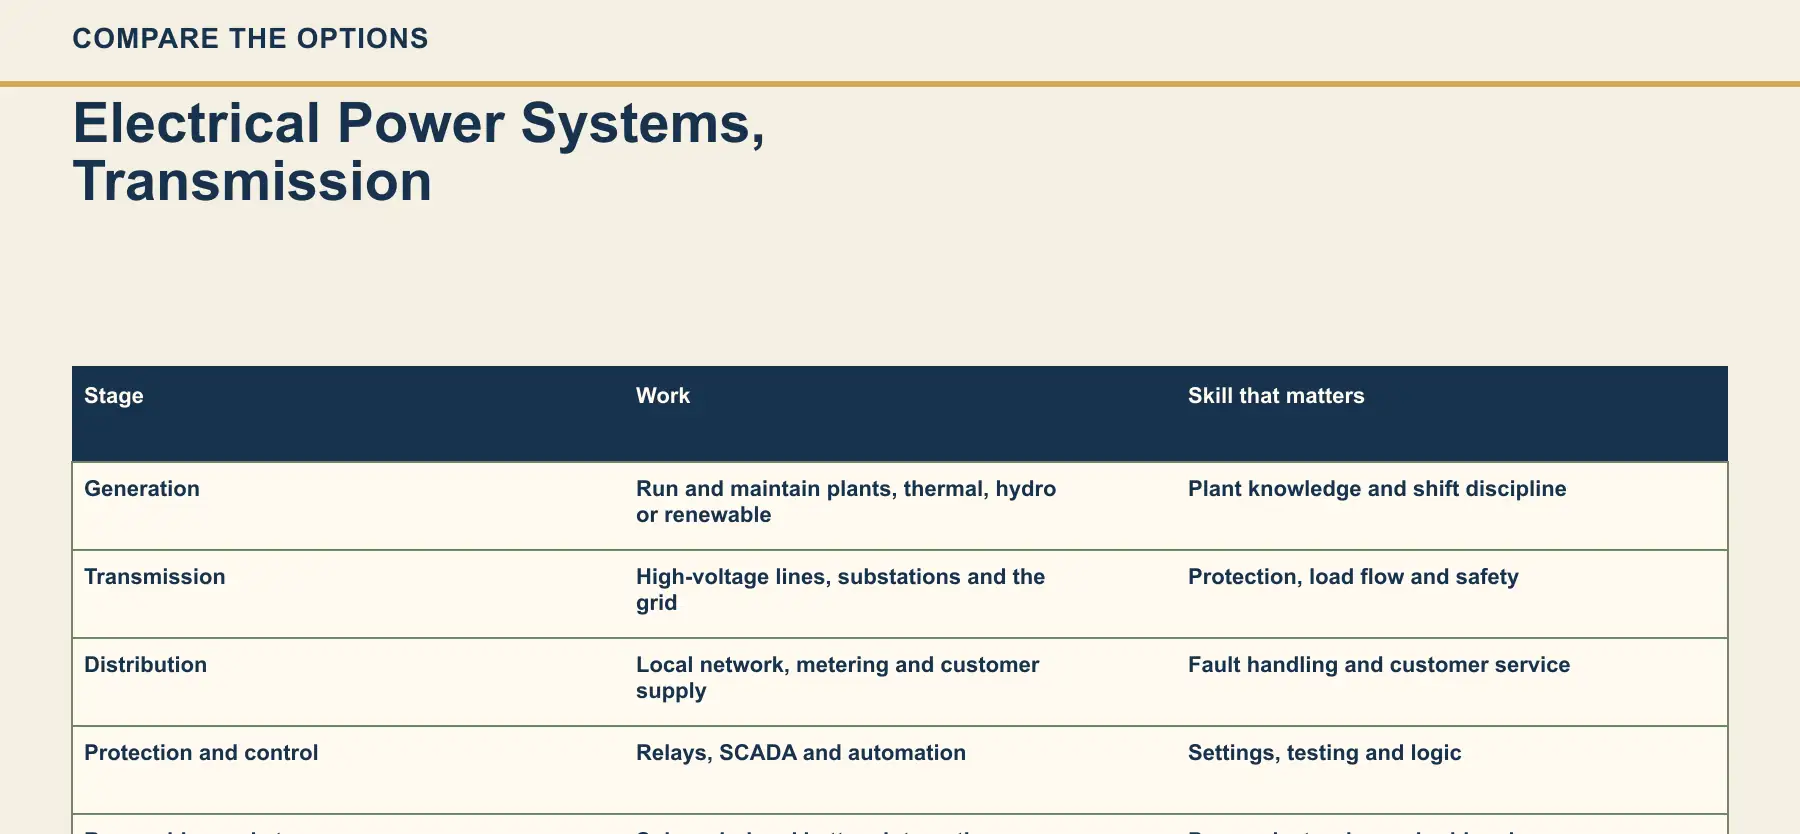 COMPARE THE OPTIONS
Electrical Power Systems,
Transmission
Stage Work Skill that matters
Generation Run and maintain plants, thermal, hydro Plant knowledge and shift discipline
or renewable
Transmission High-voltage lines, substations and the Protection, load flow and safety
grid
Distribution Local network, metering and customer Fault handling and customer service
supply
Protection and control Relays, SCADA and automation Settings, testing and logic